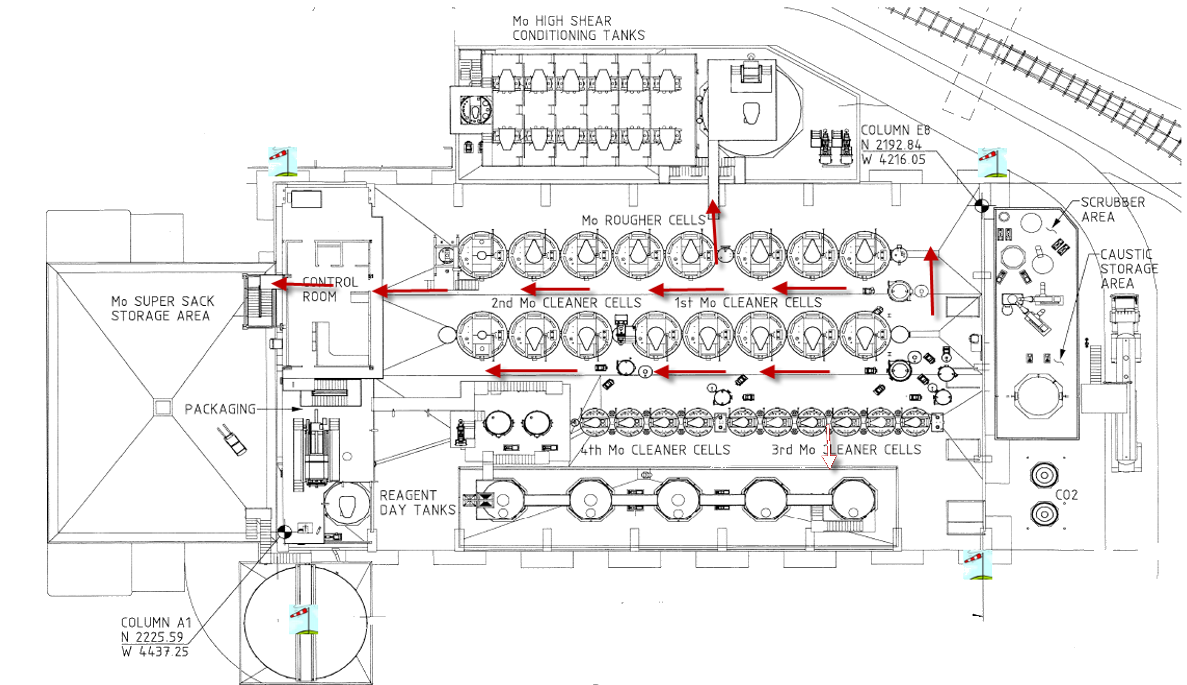 Mo HIGH SHEAR
CONDITIONING TANKS
COLUMN E8
N 2192.84
W 4216.05
SCRUBBER
AREA
Mo ROUGHER CELLS
CAUSTIC
STORAGE
AREA
CONTROL
ROOM
Mo SUPER SACK
STORAGE AREA
2nd Mo CLEANER CELLS
1st Mo CLEANER CELLS
PACKAGING
4th Mo CLEANER CELLS
3rd Mo CLEANER CELLS
REAGENT
DAY TANKS
CO2
COLUMN A1
N 2225.59
W 4437.25